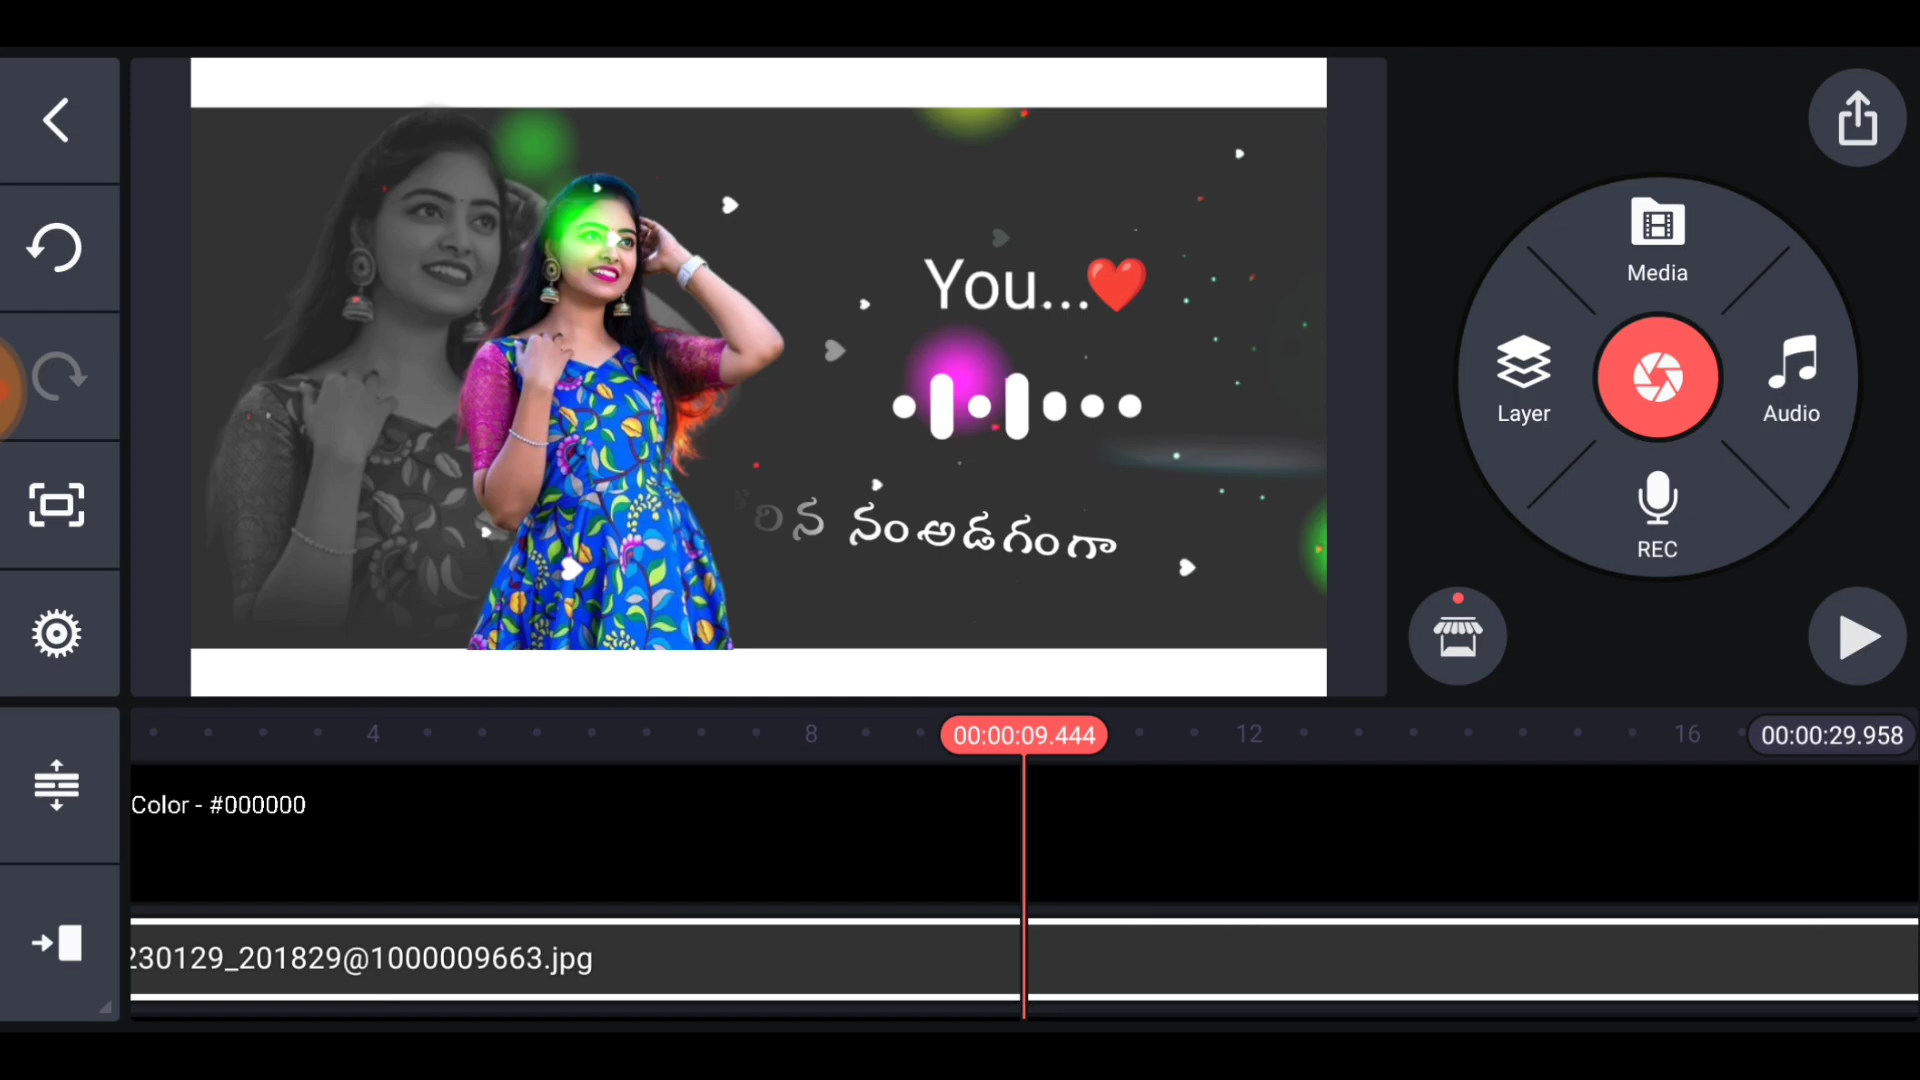 You...❤️
న నంఅడగంగా
Media
Layer
Audio
REC
4
8
00:00:09.444
12
16
00:00:29.958
Color - #000000
230129_201829@1000009663.jpg